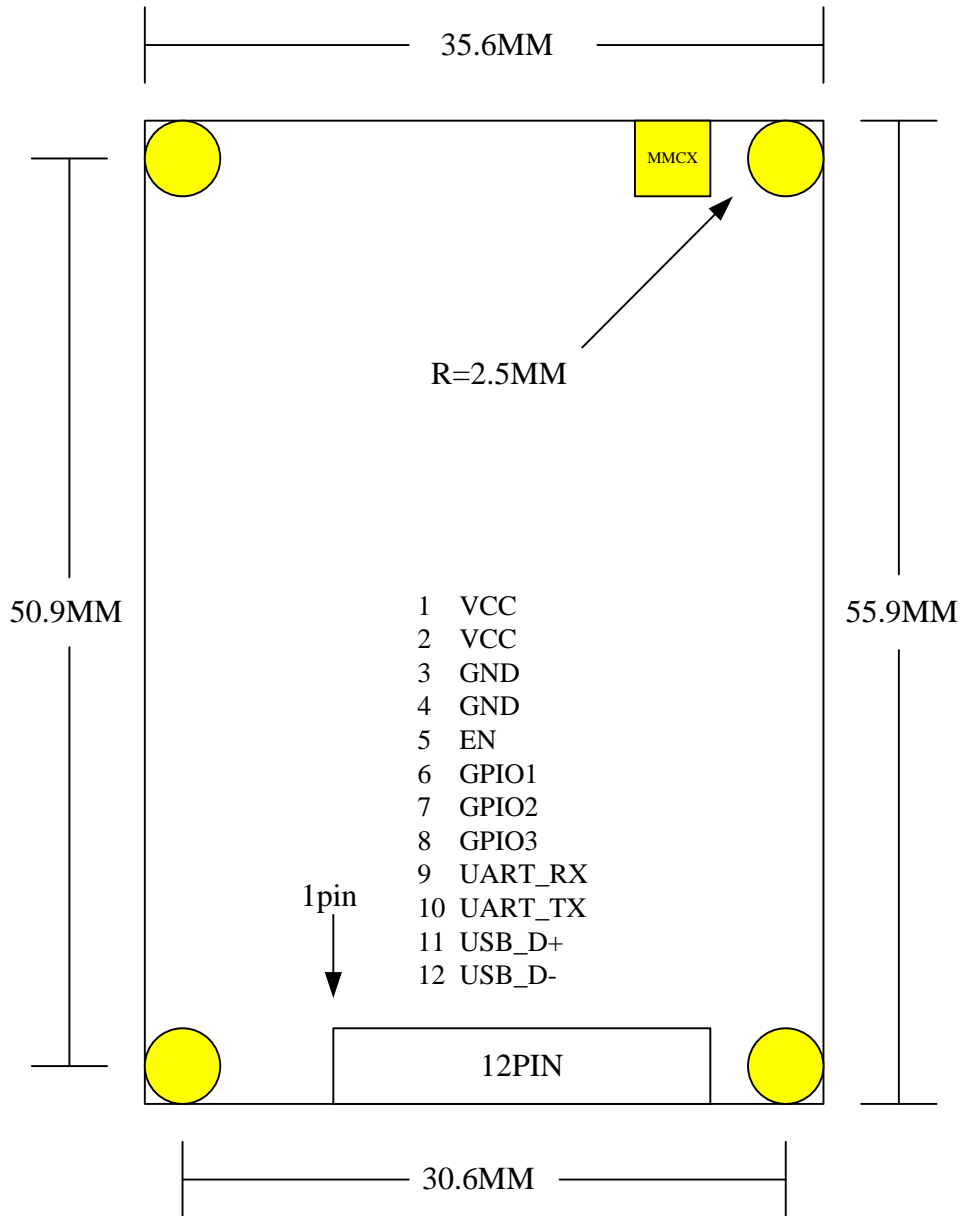 35.6MM
MMCX
R=2.5MM
50.9MM
55.9MM
1 VCC
2 VCC
3 GND
4 GND
5 EN
6 GPIO1
7 GPIO2
8 GPIO3
9 UART_RX
10 UART_TX
11 USB_D+
12 USB_D-
1pin
12PIN
30.6MM